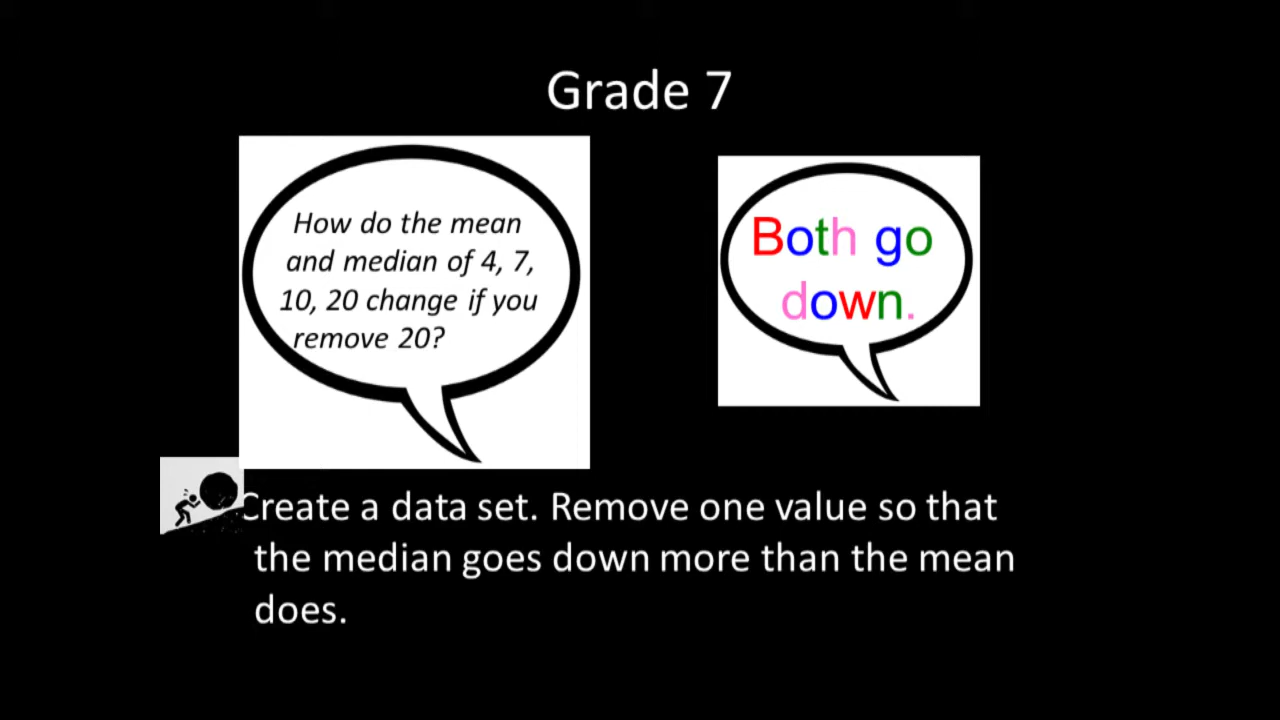 Grade 7
How do the mean
and median of 4, 7,
10, 20 change if you
remove 20?
Both go
down.
Create a data set. Remove one value so that
the median goes down more than the mean
does.